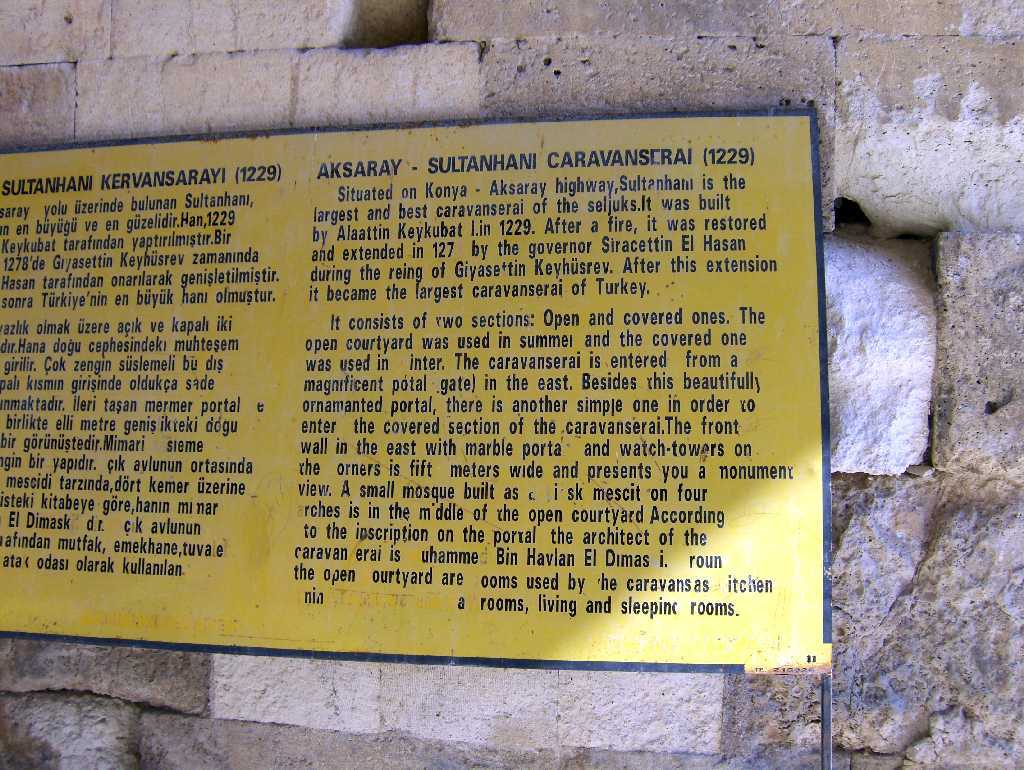 SULTANHANI KERVANSARAYI (1229)
saray yolu üzerinde bulunan Sultanhanı,
ın en büyüğü ve en güzelidir.Han,1229
Keykubat tarafından yaptırılmıştır.Bir
1278'de Gıyasettin Keyhüsrev zamanında
Hasan tarafından onarılarak genişletilmiştir.
sonra Türkiye'nin en büyük hanı olmuştur.
yazlık olmak üzere açık ve kapalı iki
dır.Hana doğu cephesindeki muhteşem
girilir. Çok zengin süslemeli bu dış
palı kısmın girişinde oldukça sade
ınmaktadır. İleri taşan mermer portal e
birlikte elli metre geniş ikteki doğu
bir görünüştedir.Mimari sleme
ngin bir yapıdır. çık avlunun ortasında
mescidi tarzında,dört kemer üzerine
isteki kitabeye göre,hanın mi nar
El Dimask d r. ç k avlunun
afından mutfak, emekhane,tuvale
atak odası olarak kullanılan
AKSARAY - SULTANHANI CARAVANSERAI (1229)
Situated on Konya - Aksaray highway,Sultanhanı is the
largest and best caravanserai of the seljuks.It was built
by Alaattin Keykubat I.in 1229. After a fire, it was restored
and extended in 127 by the governor Siracettin El Hasan
during the reing of Giyasettin Keyhüsrev. After this extension
it became the largest caravanserai of Turkey.
It consists of two sections: Open and covered ones. The
open courtyard was used in summer and the covered one
was used in inter. The caravanserai is entered from a
magnificent potal gate) in the east. Besides this beautifully
ornamanted portal, there is another simple one in order to
enter the covered section of the caravanserai.The front
wall in the east with marble porta and watch-towers on
the orners is fift meters wide and presents you a monument
view. A small mosque built as a i sk mescit on four
rches is in the m ddle of the open courtyard According
to the inscription on the portal the architect of the
caravan erai is uhamme Bin Havlan El Dimas i. roun
the open ourtyard are ooms used by he caravansas itchen
nin a rooms, living and sleeping rooms.